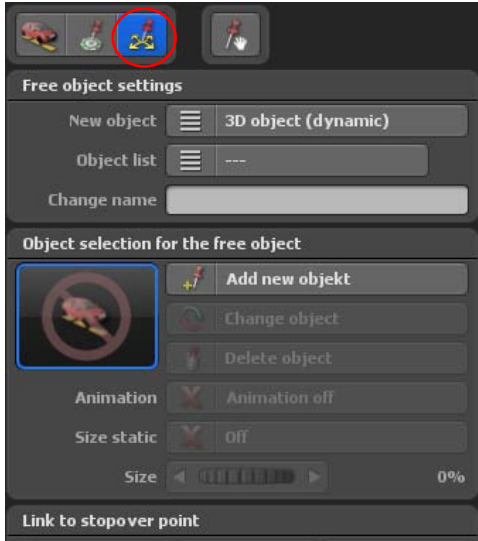 Free object settings
New object 3D object (dynamic)
Object list ---
Change name
Object selection for the free object
Add new objekt
Change object
Delete object
Animation Animation off
Size static Off
Size 0%
Link to stopover point